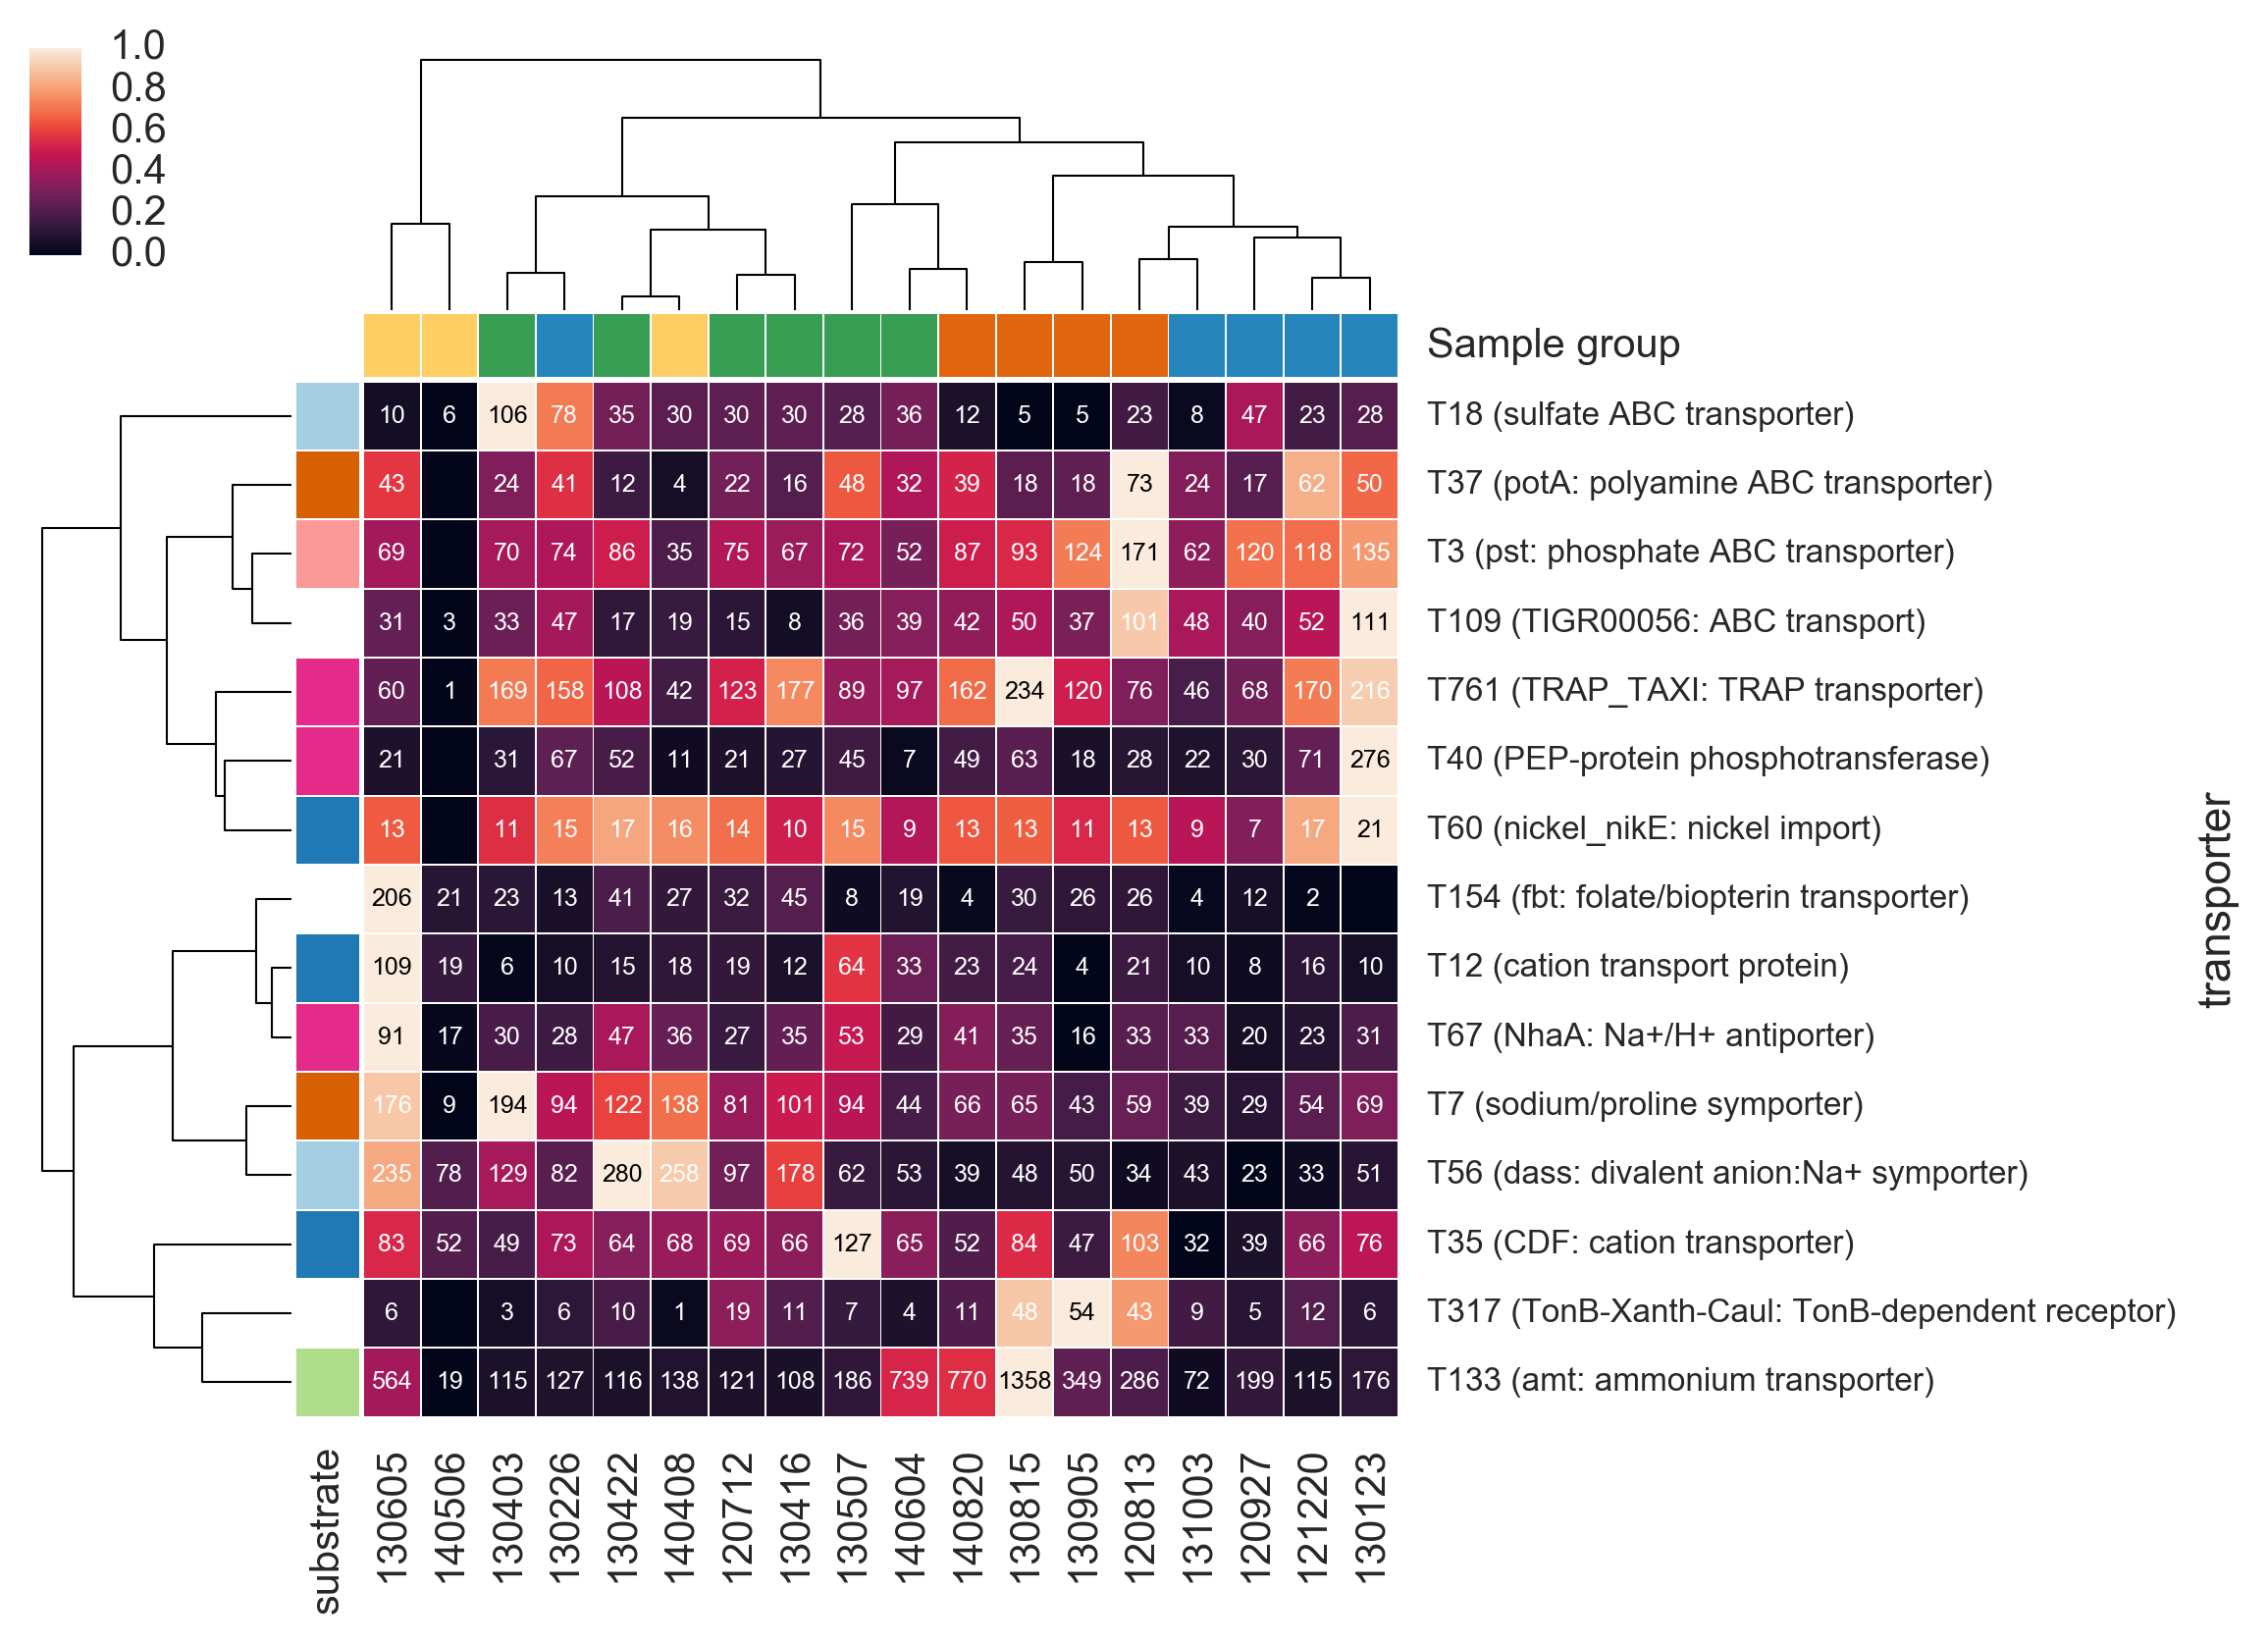 1.0
0.8
0.6
0.4
0.2
0.0
Sample group
10 6 106 78 35 30 30 30 28 36 12 5 5 23 8 47 23 28 T18 (sulfate ABC transporter)
43 24 41 12 4 22 16 48 32 39 18 18 73 24 17 62 50 T37 (potA: polyamine ABC transporter)
69 70 74 86 35 75 67 72 52 87 93 124 171 62 120 118 135 T3 (pst: phosphate ABC transporter)
31 3 33 47 17 19 15 8 36 39 42 50 37 101 48 40 52 111 T109 (TIGR00056: ABC transport)
60 1 169 158 108 42 123 177 89 97 162 234 120 76 46 68 170 216 T761 (TRAP_TAXI: TRAP transporter)
21 31 67 52 11 21 27 45 7 49 63 18 28 22 30 71 276 T40 (PEP-protein phosphotransferase)
13 11 15 17 16 14 10 15 9 13 13 11 13 9 7 17 21 T60 (nickel_nikE: nickel import)
206 21 23 13 41 27 32 45 8 19 4 30 26 26 4 12 2 T154 (fbt: folate/biopterin transporter)
109 19 6 10 15 18 19 12 64 33 23 24 4 21 10 8 16 10 T12 (cation transport protein)
91 17 30 28 47 36 27 35 53 29 41 35 16 33 33 20 23 31 T67 (NhaA: Na+/H+ antiporter)
176 9 194 94 122 138 81 101 94 44 66 65 43 59 39 29 54 69 T7 (sodium/proline symporter)
235 78 129 82 280 258 97 178 62 53 39 48 50 34 43 23 33 51 T56 (dass: divalent anion:Na+ symporter)
83 52 49 73 64 68 69 66 127 65 52 84 47 103 32 39 66 76 T35 (CDF: cation transporter)
6 3 6 10 1 19 11 7 4 11 48 54 43 9 5 12 6 T317 (TonB-Xanth-Caul: TonB-dependent receptor)
564 19 115 127 116 138 121 108 186 739 770 1358 349 286 72 199 115 176 T133 (amt: ammonium transporter)
transporter
substrate
130605
140506
130403
130226
130422
140408
120712
130416
130507
140604
140820
130815
130905
120813
131003
120927
121220
130123